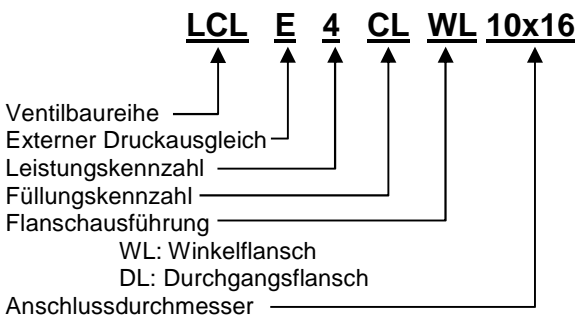 LCL E 4 CL WL 10x16
Ventilbaureihe
Externer Druckausgleich
Leistungskennzahl
Füllungskennzahl
Flanschausführung
WL: Winkelflansch
DL: Durchgangsflansch
Anschlussdurchmesser